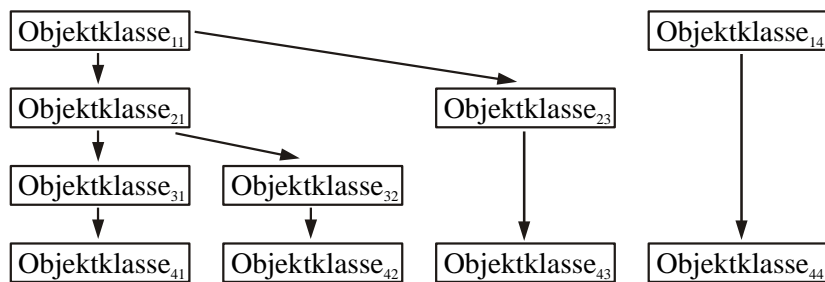 Objektklasse₁₁ Objektklasse₁₄
Objektklasse₂₁ Objektklasse₂₃
Objektklasse₃₁ Objektklasse₃₂
Objektklasse₄₁ Objektklasse₄₂ Objektklasse₄₃ Objektklasse₄₄